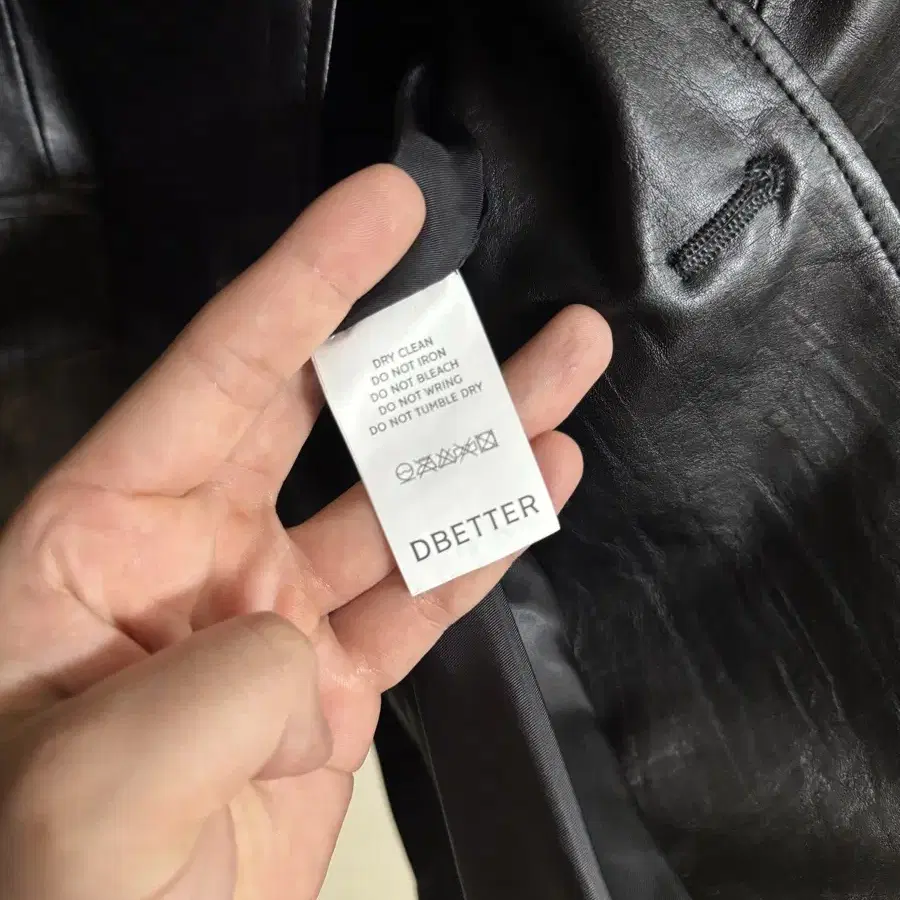 DRY CLEAN
DO NOT IRON
DO NOT BLEACH
DO NOT WRING
DO NOT TUMBLE DRY
DBETTER